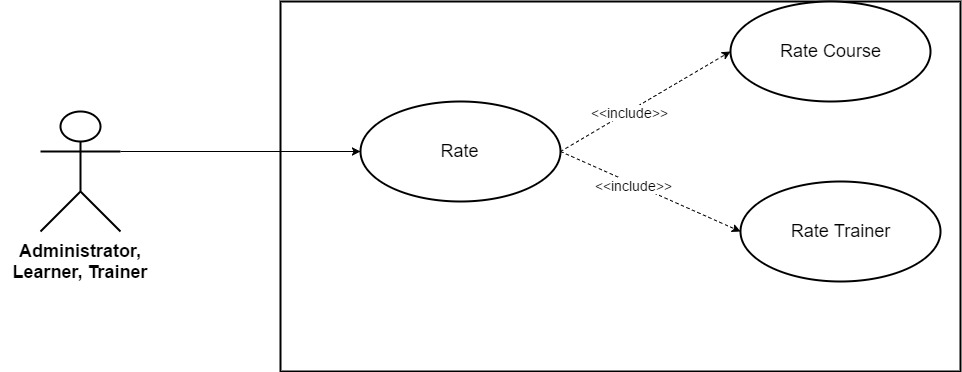 Rate Course
<<include>>
Rate
<<include>>
Rate Trainer
Administrator,
Learner, Trainer